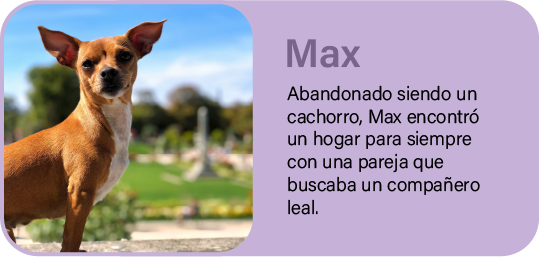 Max
Abandonado siendo un
cachorro, Max encontró
un hogar para siempre
con una pareja que
buscaba un compañero
leal.